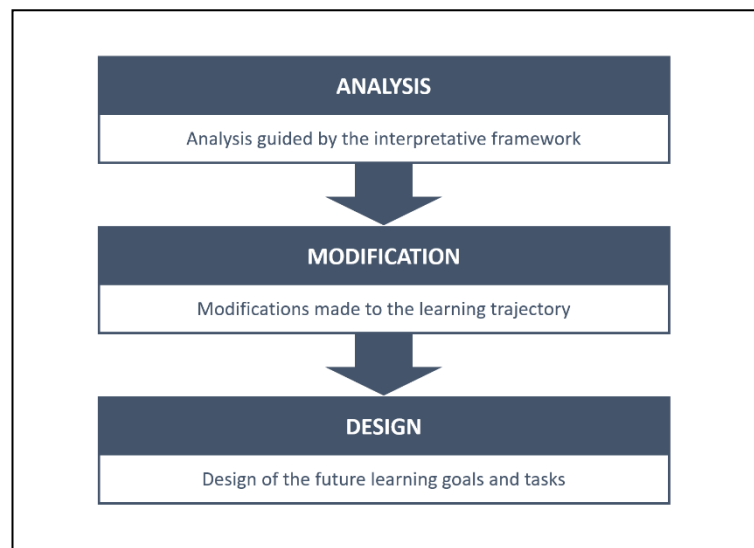 ANALYSIS
Analysis guided by the interpretative framework
MODIFICATION
Modifications made to the learning trajectory
DESIGN
Design of the future learning goals and tasks